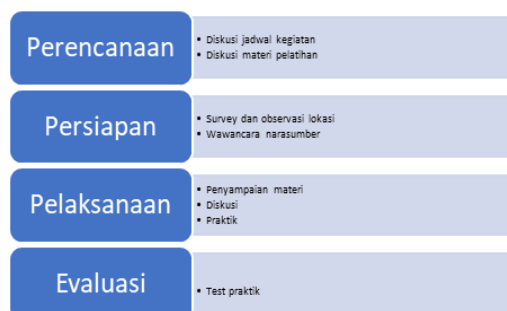 Perencanaan
• Diskusi jadwal kegiatan
• Diskusi materi pelatihan
Persiapan
• Survey dan observasi lokasi
• Wawancara narasumber
Pelaksanaan
• Penyampaian materi
• Diskusi
• Praktik
Evaluasi
• Test praktik